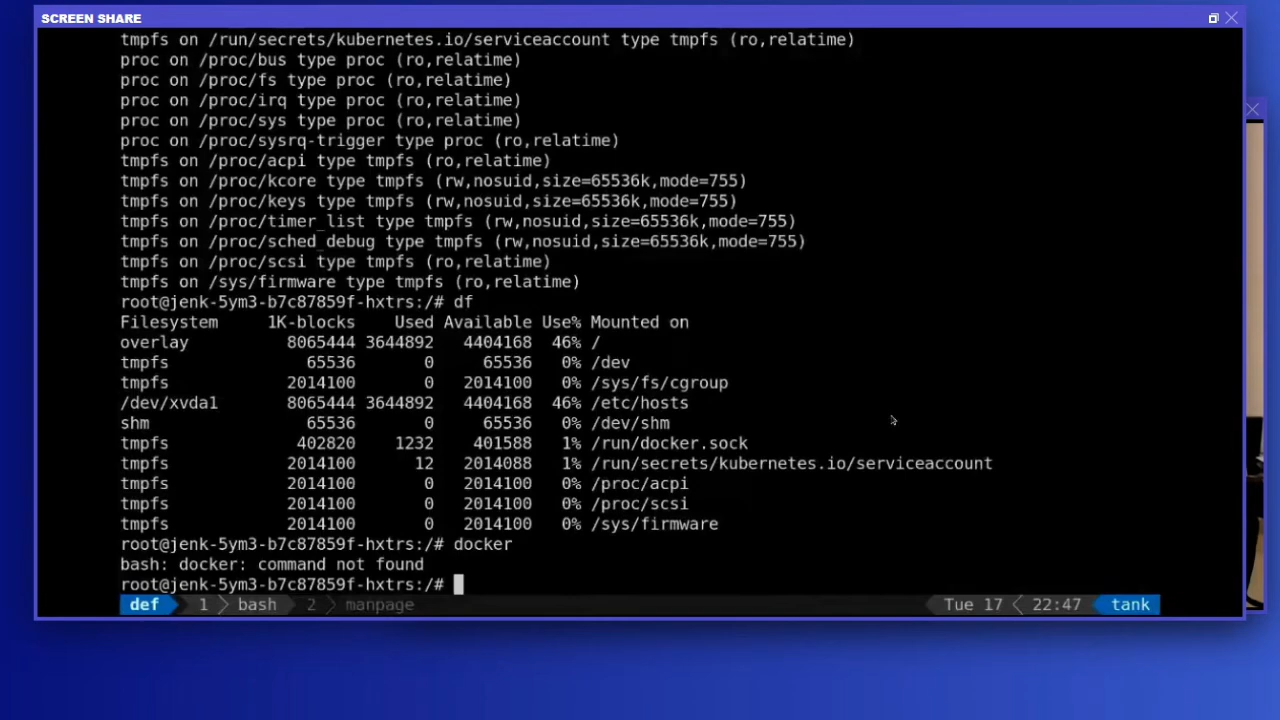 SCREEN SHARE
tmpfs on /run/secrets/kubernetes.io/serviceaccount type tmpfs (ro,relatime)
proc on /proc/bus type proc (ro,relatime)
proc on /proc/fs type proc (ro,relatime)
proc on /proc/irq type proc (ro,relatime)
proc on /proc/sys type proc (ro,relatime)
proc on /proc/sysrq-trigger type proc (ro,relatime)
tmpfs on /proc/acpi type tmpfs (ro,relatime)
tmpfs on /proc/kcore type tmpfs (rw,nosuid,size=65536k,mode=755)
tmpfs on /proc/keys type tmpfs (rw,nosuid,size=65536k,mode=755)
tmpfs on /proc/timer_list type tmpfs (rw,nosuid,size=65536k,mode=755)
tmpfs on /proc/sched_debug type tmpfs (rw,nosuid,size=65536k,mode=755)
tmpfs on /proc/scsi type tmpfs (ro,relatime)
tmpfs on /sys/firmware type tmpfs (ro,relatime)
root@jenk-5ym3-b7c87859f-hxtrs:/# df
Filesystem     1K-blocks    Used Available Use% Mounted on
overlay          8065444 3644892   4404168  46% /
tmpfs              65536       0     65536   0% /dev
tmpfs            2014100       0   2014100   0% /sys/fs/cgroup
/dev/xvda1       8065444 3644892   4404168  46% /etc/hosts
shm                65536       0     65536   0% /dev/shm
tmpfs             402820    1232    401588   1% /run/docker.sock
tmpfs            2014100      12   2014088   1% /run/secrets/kubernetes.io/serviceaccount
tmpfs            2014100       0   2014100   0% /proc/acpi
tmpfs            2014100       0   2014100   0% /proc/scsi
tmpfs            2014100       0   2014100   0% /sys/firmware
root@jenk-5ym3-b7c87859f-hxtrs:/# docker
bash: docker: command not found
root@jenk-5ym3-b7c87859f-hxtrs:/#
def 1 bash 2 manpage Tue 17 22:47 tank